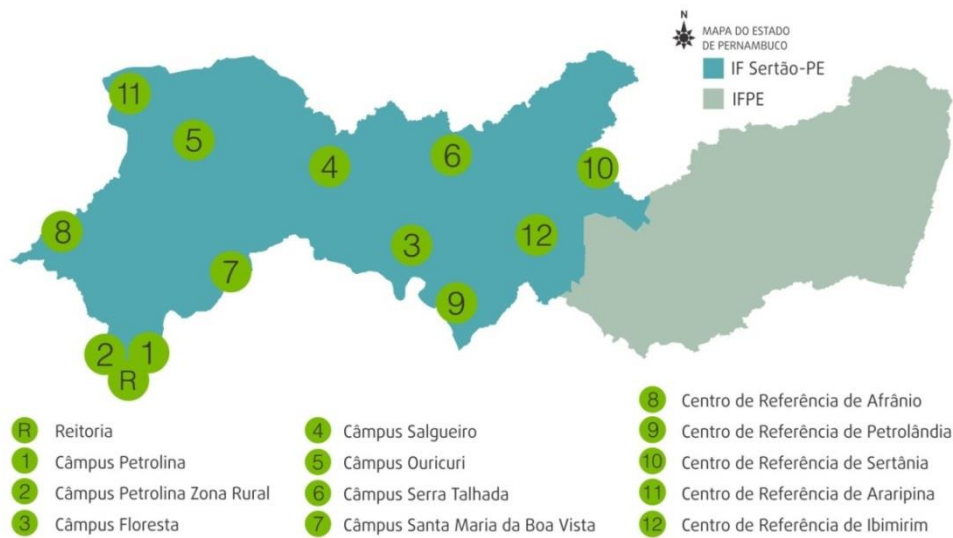 N
MAPA DO ESTADO
DE PERNAMBUCO
IF Sertão-PE
IFPE
11
5
4
6
10
8
3
12
7
9
2
1
R
R Reitoria
1 Câmpus Petrolina
2 Câmpus Petrolina Zona Rural
3 Câmpus Floresta
4 Câmpus Salgueiro
5 Câmpus Ouricuri
6 Câmpus Serra Talhada
7 Câmpus Santa Maria da Boa Vista
8 Centro de Referência de Afrânio
9 Centro de Referência de Petrolândia
10 Centro de Referência de Sertânia
11 Centro de Referência de Araripina
12 Centro de Referência de Ibimirim